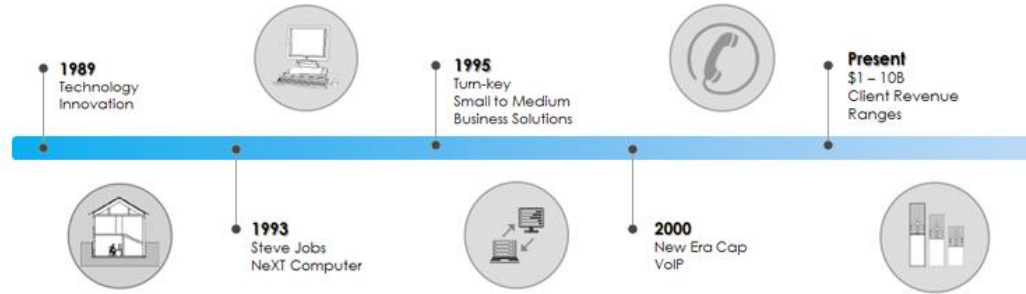 1989
Technology
Innovation
1993
Steve Jobs
NeXT Computer
1995
Turn-key
Small to Medium
Business Solutions
2000
New Era Cap
VoIP
Present
$1 – 10B
Client Revenue
Ranges